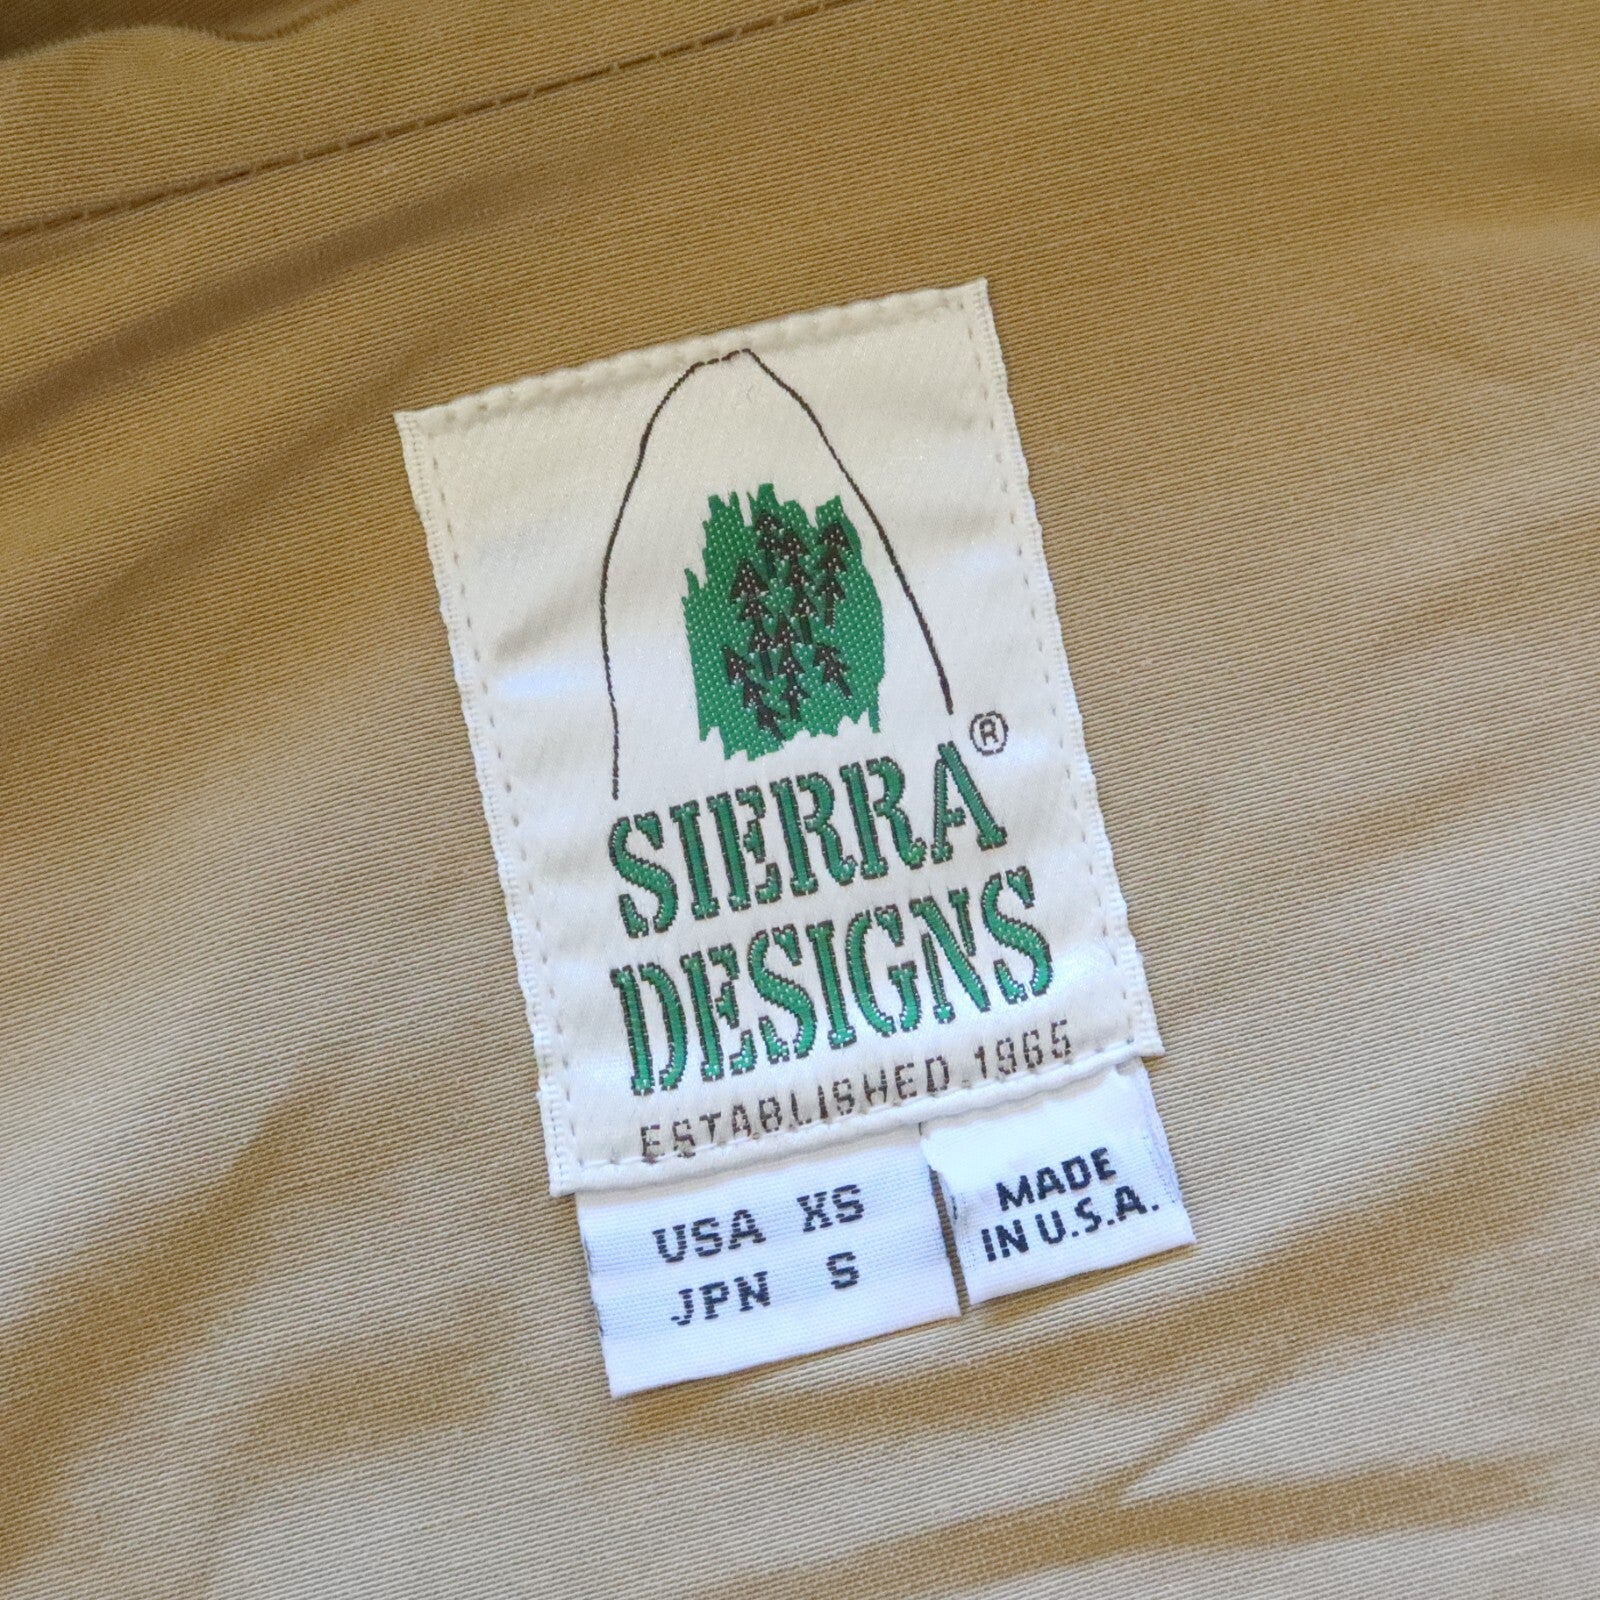 SIERRA®
DESIGNS
ESTABLISHED 1965
USA XS
JPN S
MADE
IN U.S.A.